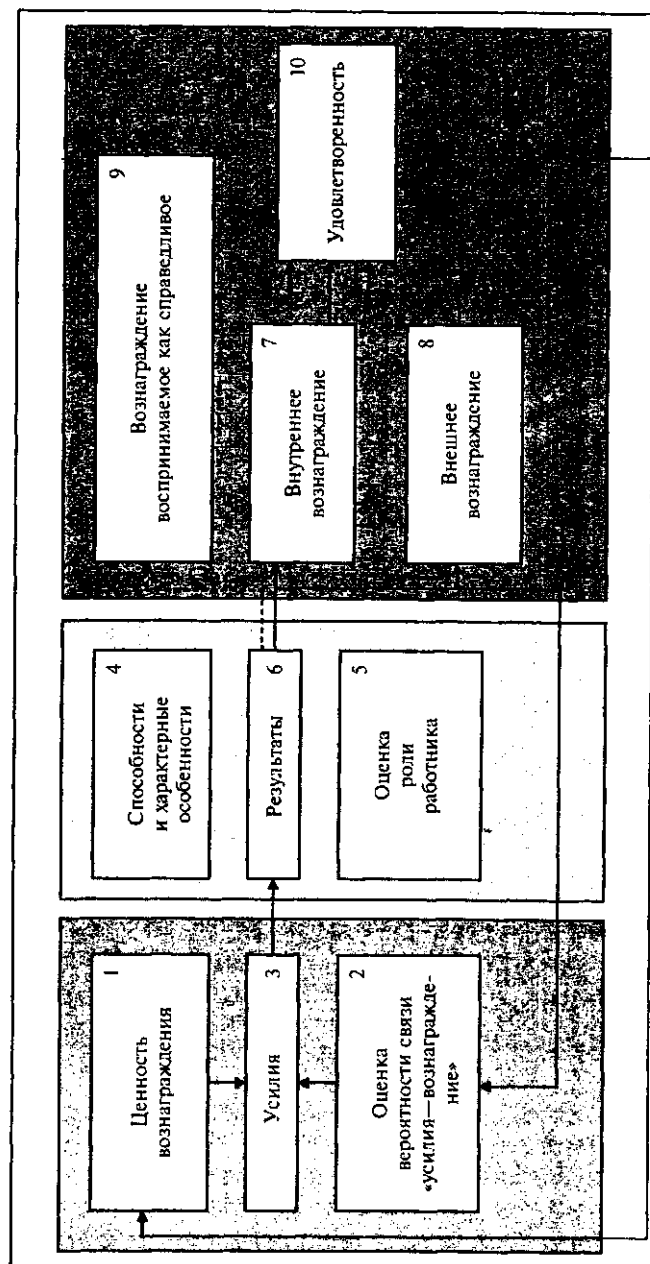 1
Ценность
вознаграждения
3
Усилия
2
Оценка
вероятности связи
«усилия—вознагражде-
ние»
4
Способности
и характерные
особенности
6
Результаты
5
Оценка
роли
работника
9
Вознаграждение
воспринимаемое как справедливое
7
Внутреннее
вознаграждение
8
Внешнее
вознаграждение
10
Удовлетворенность